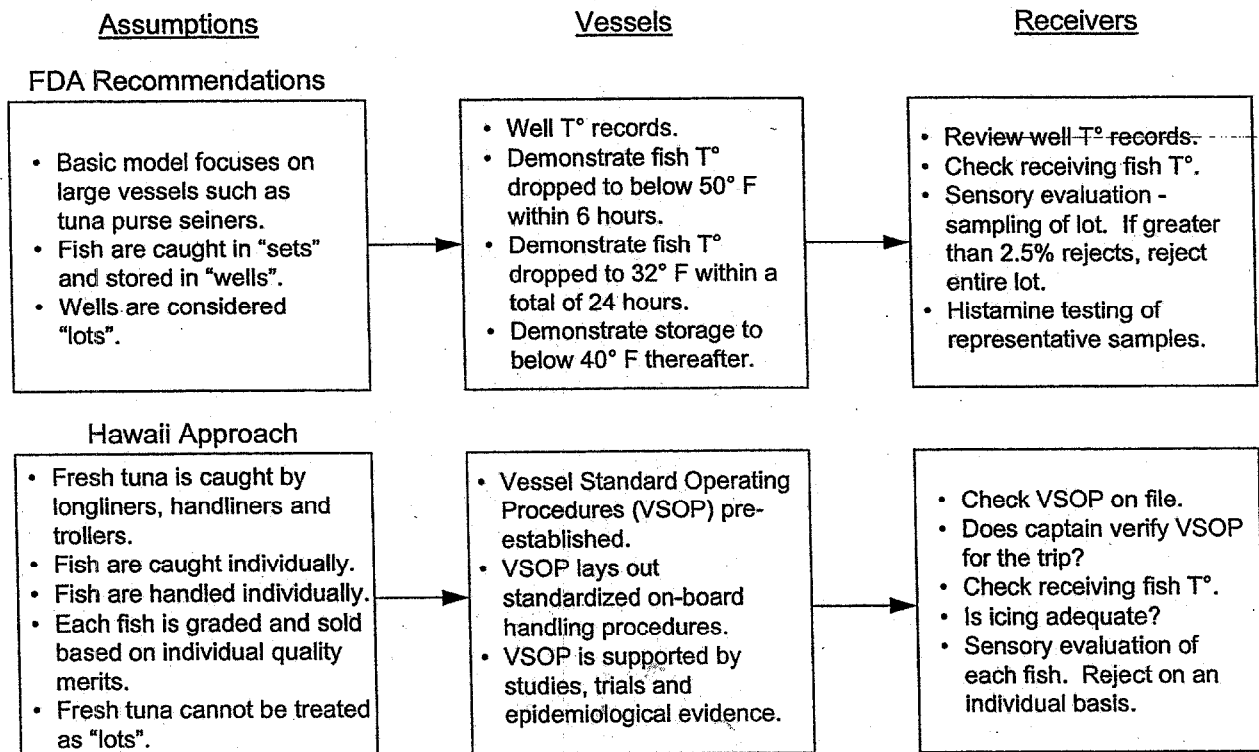 Assumptions
Vessels
Receivers
FDA Recommendations
• Basic model focuses on
large vessels such as
tuna purse seiners.
• Fish are caught in "sets"
and stored in "wells".
• Wells are considered
"lots".
• Well T° records.
• Demonstrate fish T°
dropped to below 50° F
within 6 hours.
• Demonstrate fish T°
dropped to 32° F within a
total of 24 hours.
• Demonstrate storage to
below 40° F thereafter.
• Review well T° records.
• Check receiving fish T°.
• Sensory evaluation -
sampling of lot. If greater
than 2.5% rejects, reject
entire lot.
• Histamine testing of
representative samples.
Hawaii Approach
• Fresh tuna is caught by
longliners, handliners and
trollers.
• Fish are caught individually.
• Fish are handled individually.
• Each fish is graded and sold
based on individual quality
merits.
• Fresh tuna cannot be treated
as "lots".
• Vessel Standard Operating
Procedures (VSOP) pre-
established.
• VSOP lays out
standardized on-board
handling procedures.
• VSOP is supported by
studies, trials and
epidemiological evidence.
• Check VSOP on file.
• Does captain verify VSOP
for the trip?
• Check receiving fish T°.
• Is icing adequate?
• Sensory evaluation of
each fish. Reject on an
individual basis.